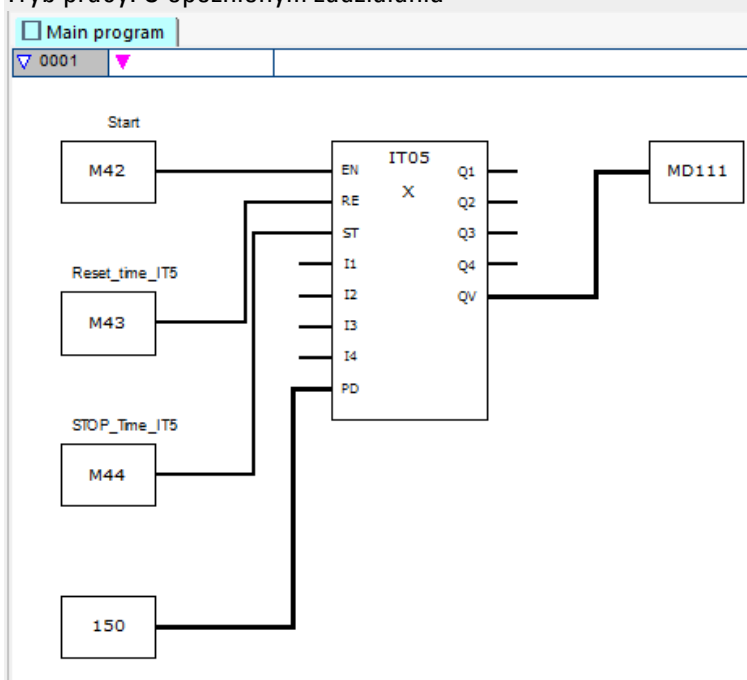 Tryb pracy: O opóźnionym zadziałaniu
Main program
0001
Start
M42
Reset_time_IT5
M43
STOP_Time_IT5
M44
150
IT05
X
EN
RE
ST
I1
I2
I3
I4
PD
Q1
Q2
Q3
Q4
QV
MD111